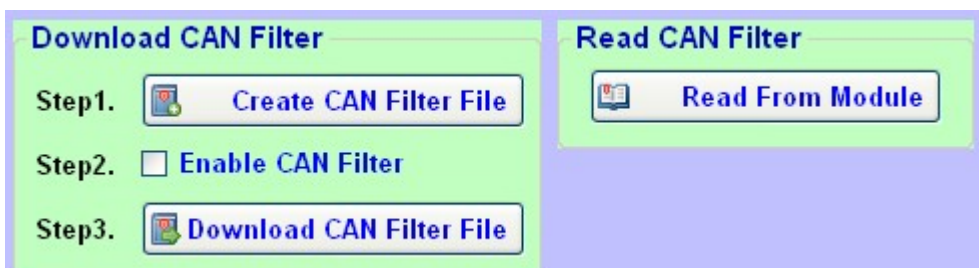 Download CAN Filter
Step1. Create CAN Filter File
Step2. Enable CAN Filter
Step3. Download CAN Filter File
Read CAN Filter
Read From Module